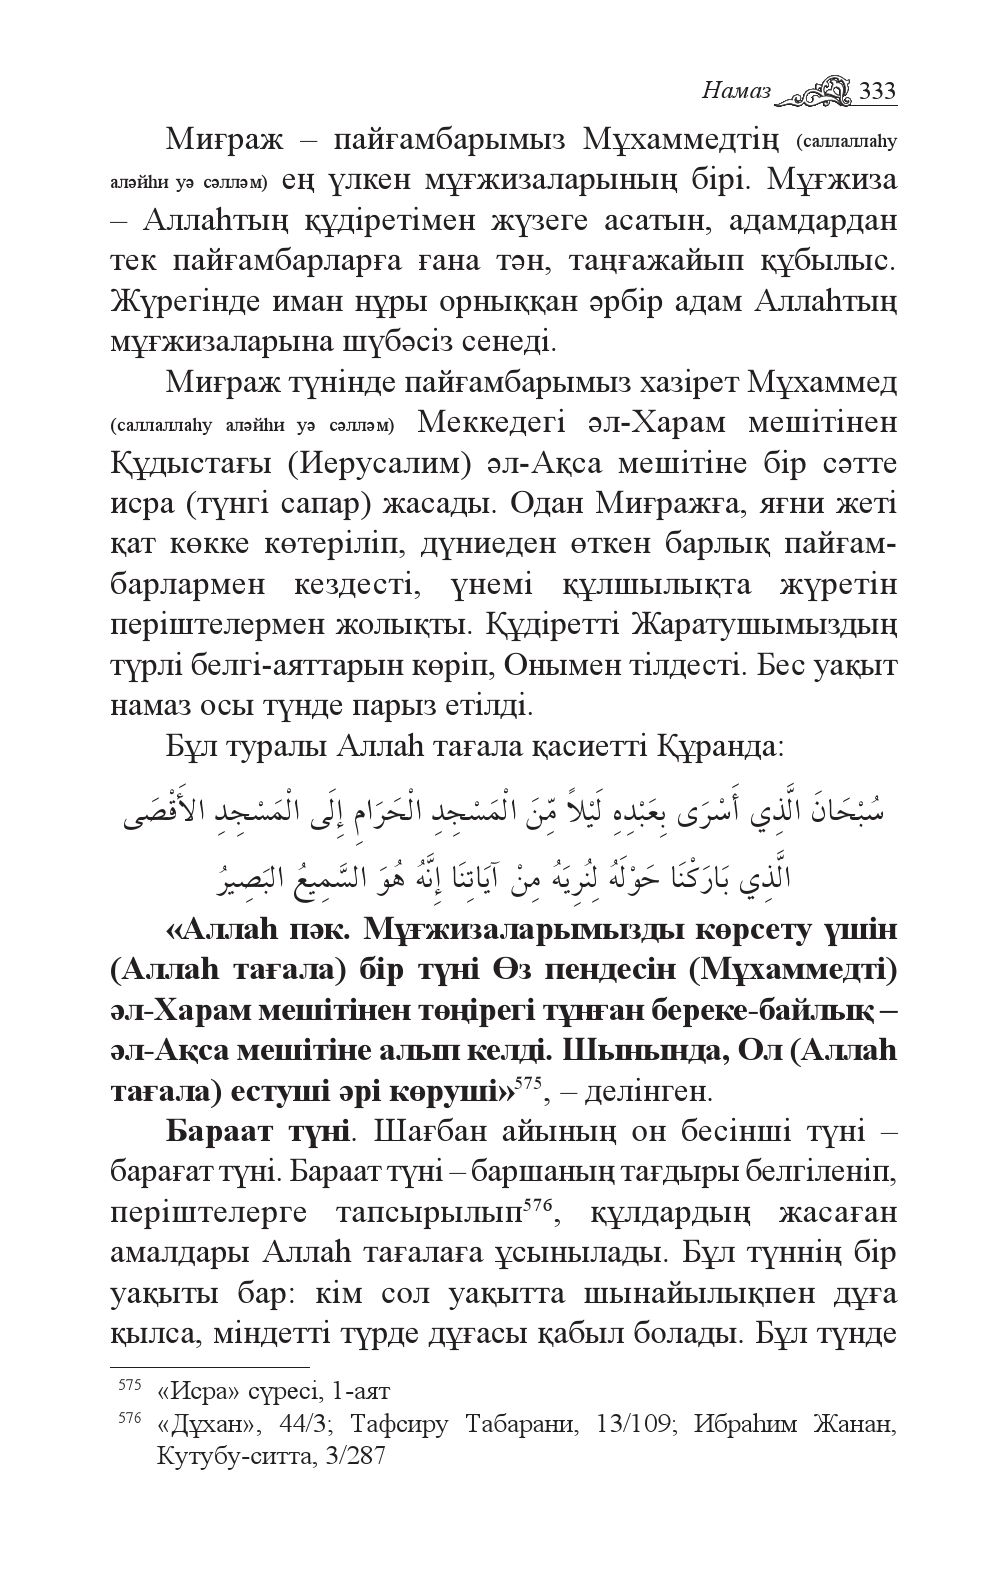 Намаз 333
Миғраж – пайғамбарымыз Мұхаммедтің (саллаллаһу
аләйһи уә сәлләм) ең үлкен мұғжизаларының бірі. Мұғжиза
– Аллаһтың құдіретімен жүзеге асатын, адамдардан
тек пайғамбарларға ғана тән, таңғажайып құбылыс.
Жүрегінде иман нұры орныққан әрбір адам Аллаһтың
мұғжизаларына шүбәсіз сенеді.
Миғраж түнінде пайғамбарымыз хазірет Мұхаммед
(саллаллаһу аләйһи уә сәлләм) Меккедегі әл-Харам мешітінен
Құдыстағы (Иерусалим) әл-Ақса мешітіне бір сәтте
исра (түнгі сапар) жасады. Одан Миғражға, яғни жеті
қат көкке көтеріліп, дүниеден өткен барлық пайғам-
барлармен кездесті, үнемі құлшылықта жүретін
періштелермен жолықты. Құдіретті Жаратушымыздың
түрлі белгі-аяттарын көріп, Онымен тілдесті. Бес уақыт
намаз осы түнде парыз етілді.
Бұл туралы Аллаһ тағала қасиетті Құранда:
سُبْحَانَ الَّذِي أَسْرَى بِعَبْدِهِ لَيْلاً مِّنَ الْمَسْجِدِ الْحَرَامِ إِلَى الْمَسْجِدِ الأَقْصَى
الَّذِي بَارَكْنَا حَوْلَهُ لِنُرِيَهُ مِنْ آيَاتِنَا إِنَّهُ هُوَ السَّمِيعُ البَصِيرُ
«Аллаһ пәк. Мұғжизаларымызды көрсету үшін
(Аллаһ тағала) бір түні Өз пендесін (Мұхаммедті)
әл-Харам мешітінен төңірегі тұнған береке-байлық –
әл-Ақса мешітіне алып келді. Шынында, Ол (Аллаһ
тағала) естуші әрі көруші»575, – делінген.
Бараат түні. Шағбан айының он бесінші түні –
барағат түні. Бараат түні – баршаның тағдыры белгіленіп,
періштелерге тапсырылып576, құлдардың жасаған
амалдары Аллаһ тағалаға ұсынылады. Бұл түннің бір
уақыты бар: кім сол уақытта шынайылықпен дұға
қылса, міндетті түрде дұғасы қабыл болады. Бұл түнде
575 «Исра» сүресі, 1-аят
576 «Дұхан», 44/3; Тафсиру Табарани, 13/109; Ибраһим Жанан,
Кутубу-ситта, 3/287